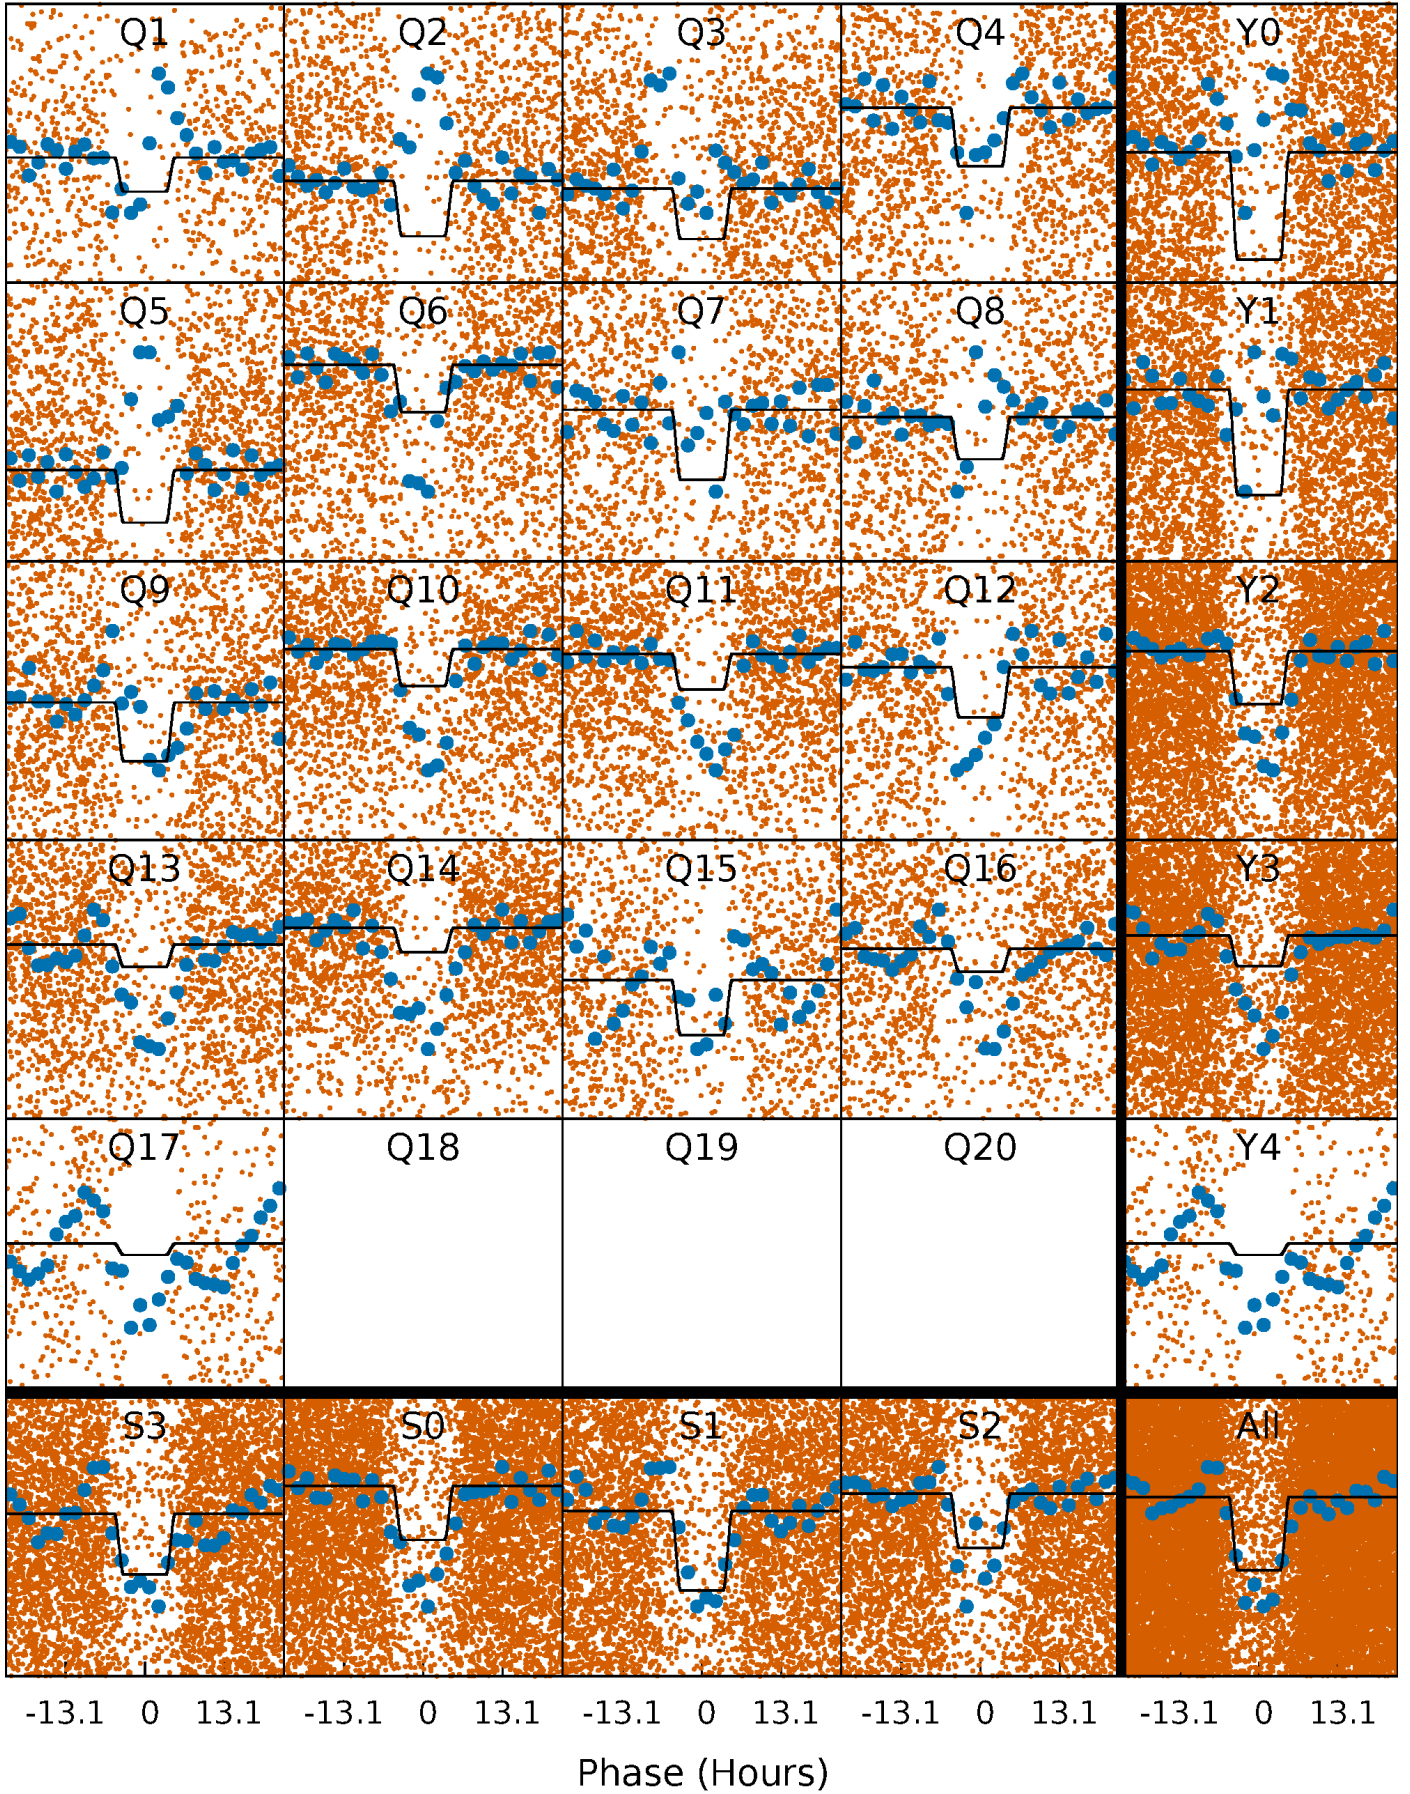 Q1 Q2 Q3 Q4 Y0
Q5 Q6 Q7 Q8 Y1
Q9 Q10 Q11 Q12 Y2
Q13 Q14 Q15 Q16 Y3
Q17 Q18 Q19 Q20 Y4
S3 S0 S1 S2 All
-13.1 0 13.1 -13.1 0 13.1 -13.1 0 13.1 -13.1 0 13.1 -13.1 0 13.1
Phase (Hours)